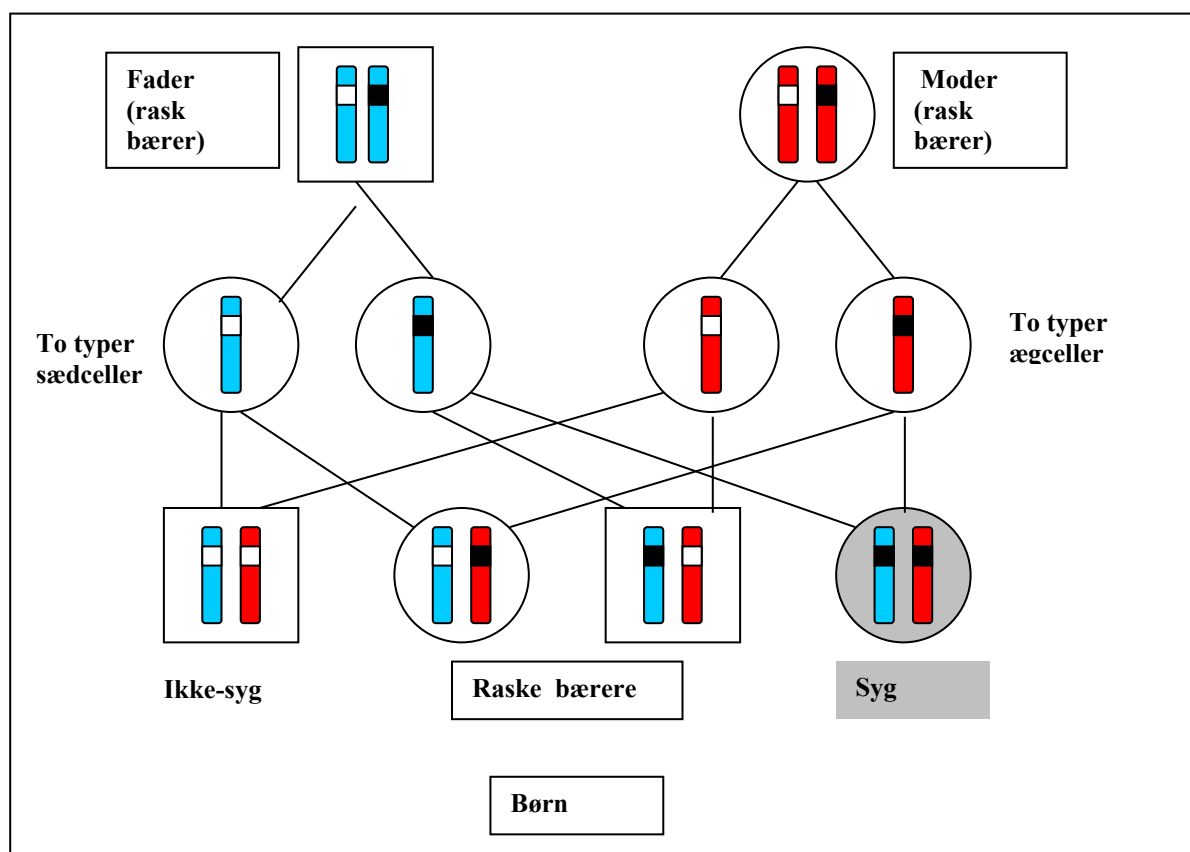 Fader
(rask
bærer)
Moder
(rask
bærer)
To typer
sædceller
To typer
ægceller
Ikke-syg
Raske bærere
Syg
Børn